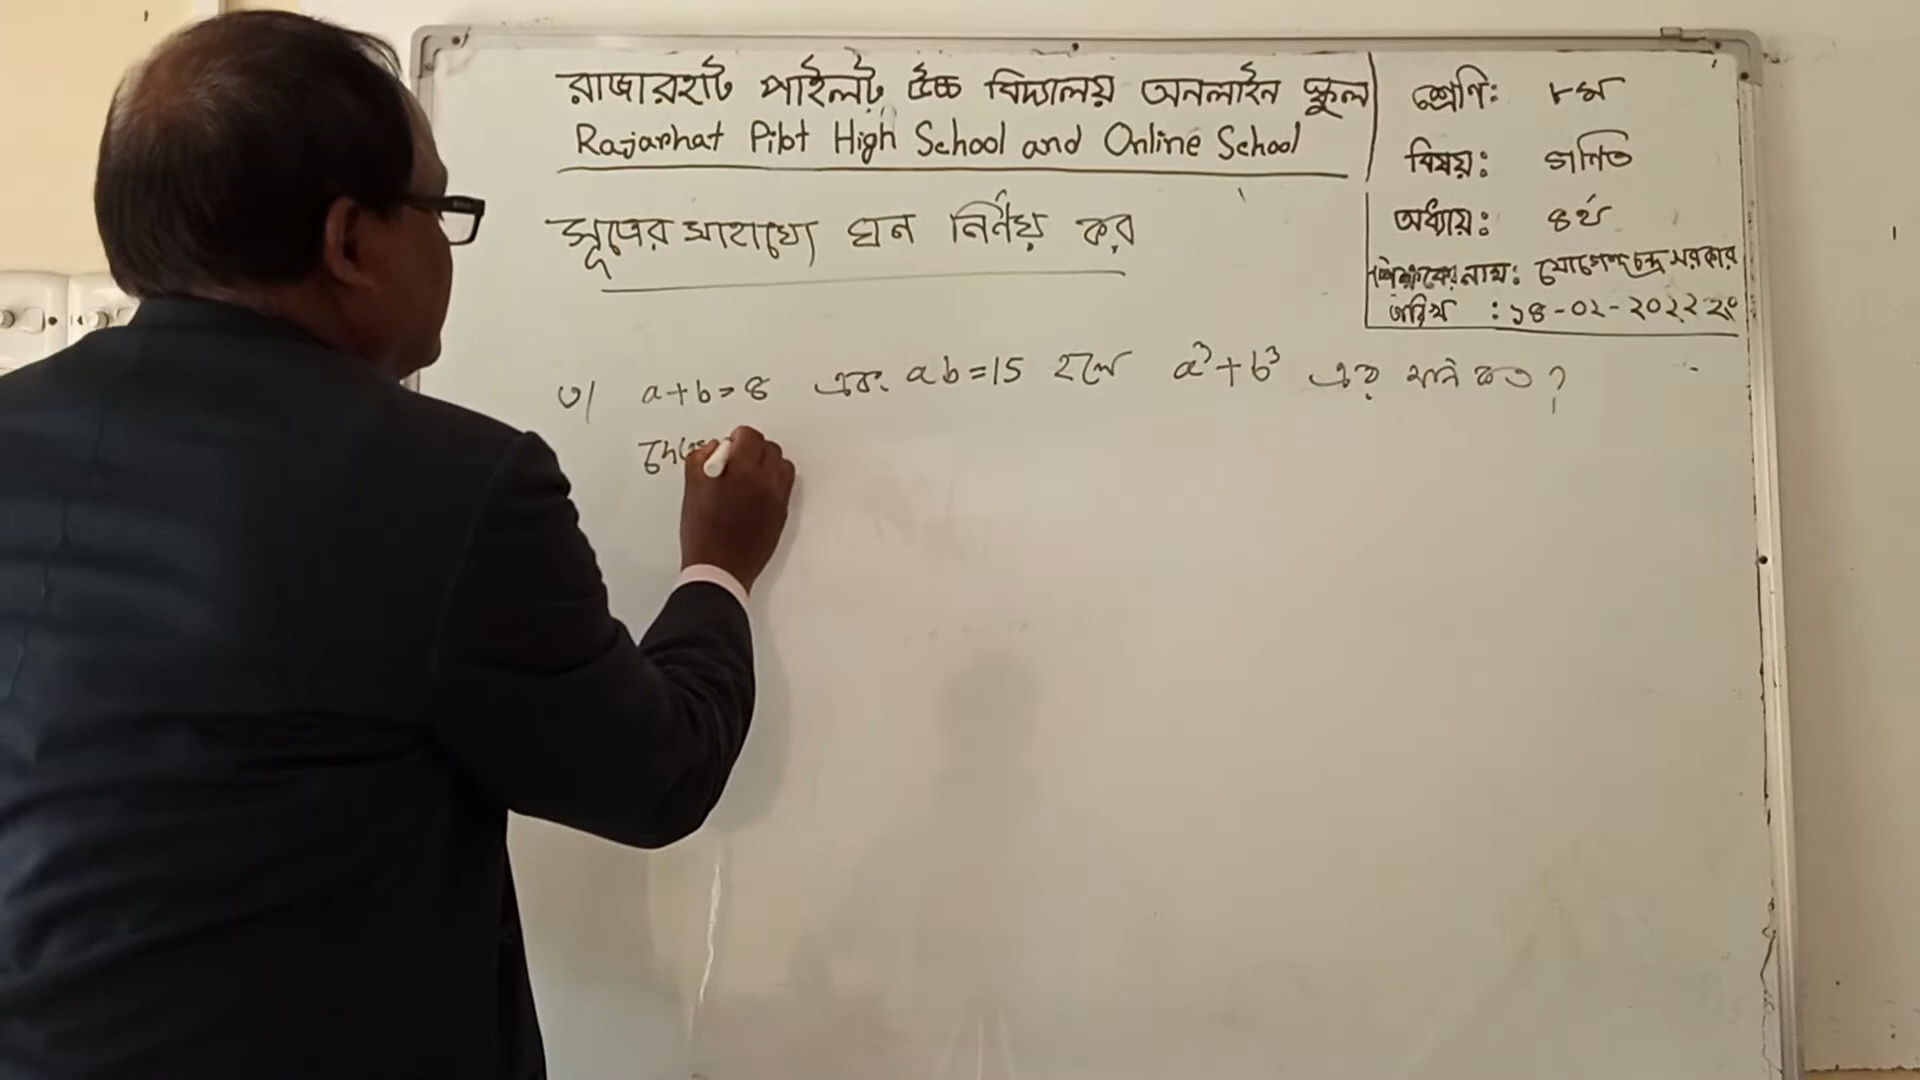 রাজারহাট পাইলট উচ্চ বিদ্যালয় অনলাইন স্কুল
Rajarhat Pilot High School and Online School
শ্রেণি: ৮ম
বিষয়: গণিত
অধ্যায়: ৪র্থ
শিক্ষকের নাম: যোগেশ চন্দ্র সরকার
তারিখ : ১৪-০২-২০২২ ইং
সূত্রের সাহায্যে ঘন নির্ণয় কর
৩। a+b=8 এবং ab=15 হলে a³+b³ এর মান কত?